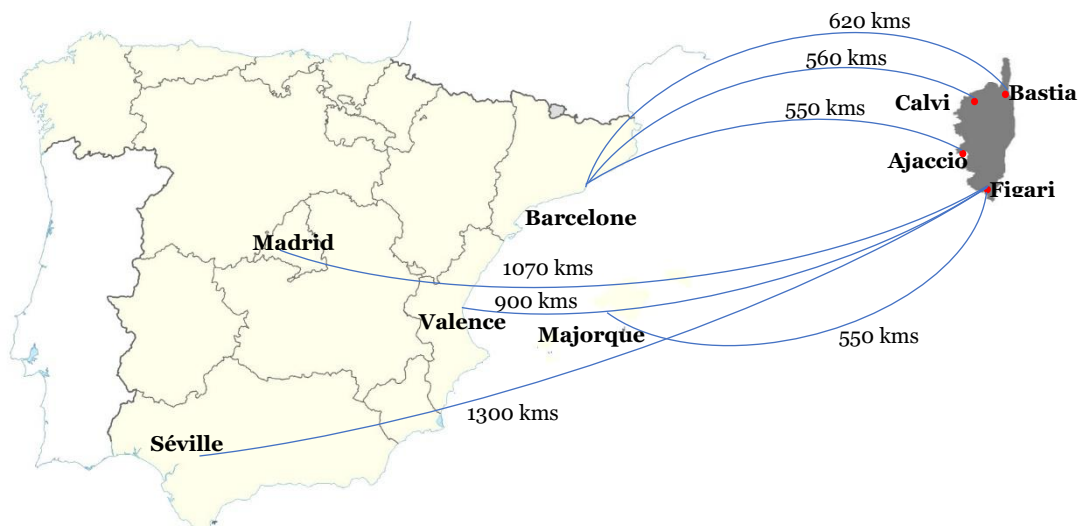 620 kms
560 kms
Bastia
Calvi
550 kms
Ajaccio
Figari
Barcelone
Madrid
1070 kms
900 kms
Valence
Majorque
550 kms
1300 kms
Séville